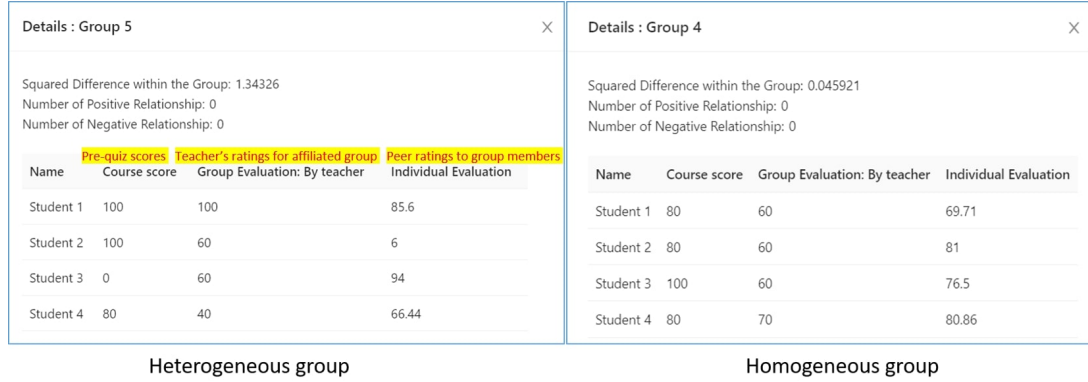 Details : Group 5
Squared Difference within the Group: 1.34326
Number of Positive Relationship: 0
Number of Negative Relationship: 0
Pre-quiz scores Teacher's ratings for affiliated group Peer ratings to group members
Name Course score Group Evaluation: By teacher Individual Evaluation
Student 1 100 100 85.6
Student 2 100 60 6
Student 3 0 60 94
Student 4 80 40 66.44
Heterogeneous group
Details : Group 4
Squared Difference within the Group: 0.045921
Number of Positive Relationship: 0
Number of Negative Relationship: 0
Name Course score Group Evaluation: By teacher Individual Evaluation
Student 1 80 60 69.71
Student 2 80 60 81
Student 3 100 60 76.5
Student 4 80 70 80.86
Homogeneous group